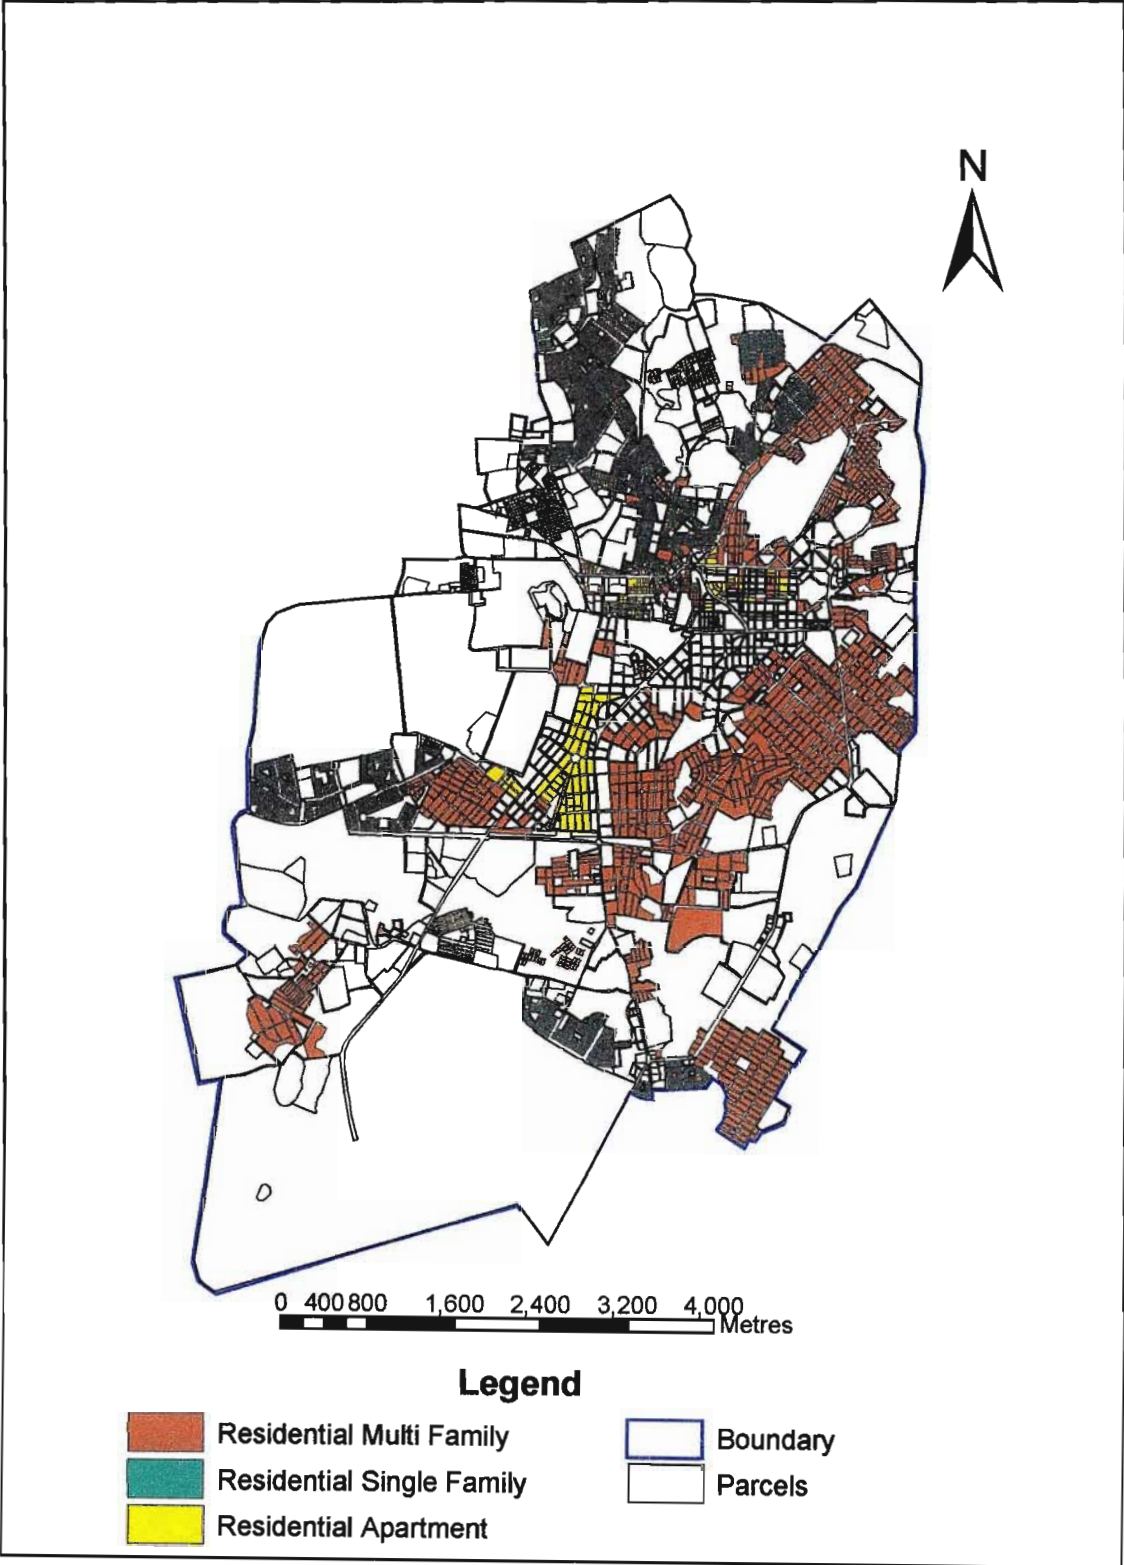 N
0 400 800 1,600 2,400 3,200 4,000
Metres
Legend
Residential Multi Family
Residential Single Family
Residential Apartment
Boundary
Parcels